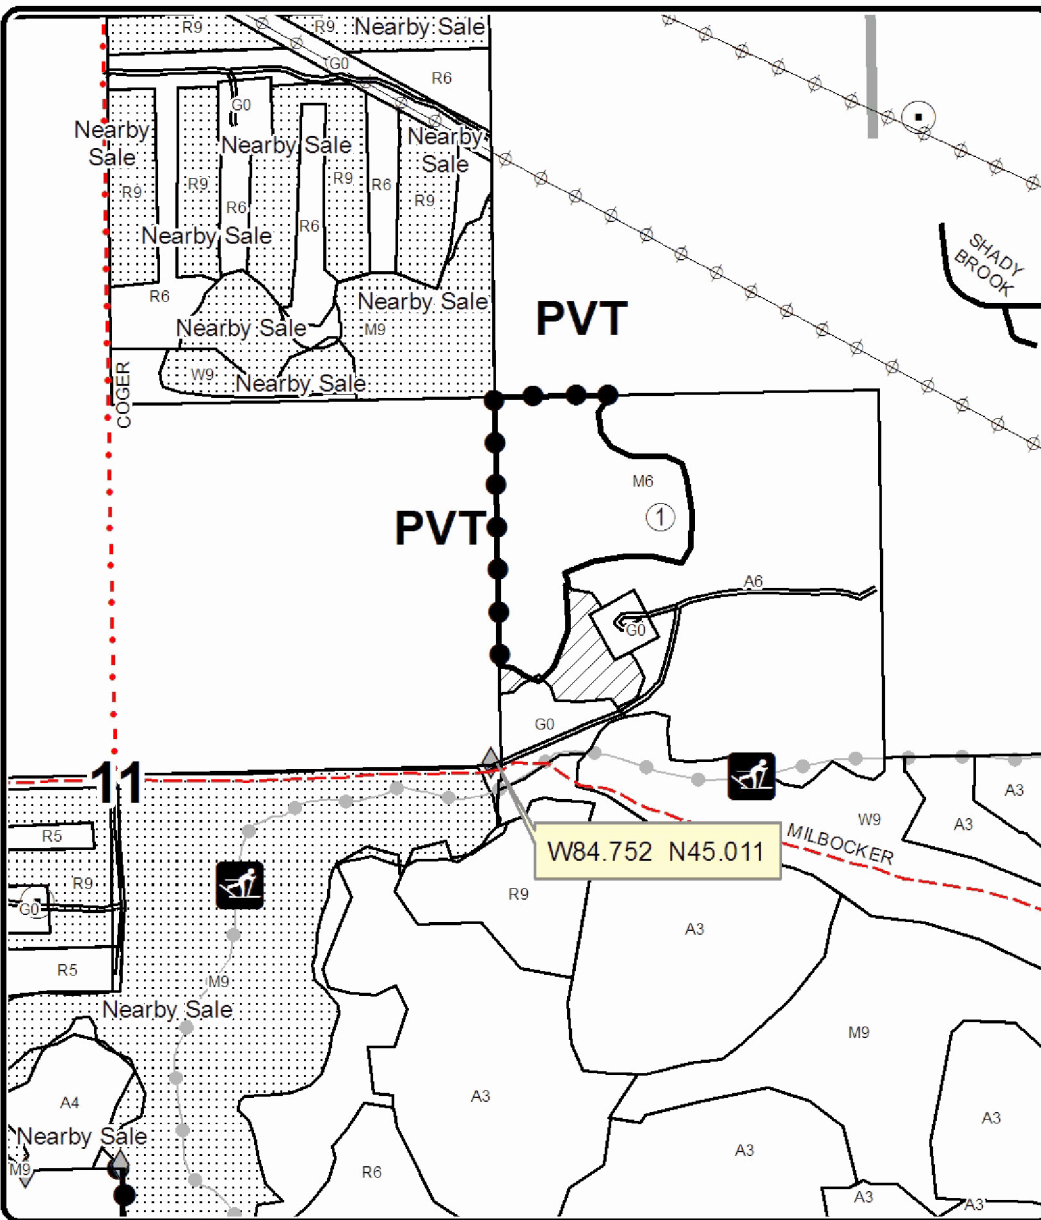 R9
R9
Nearby Sale
G0
R6
G0
Nearby
Sale
Nearby Sale
Nearby
Sale
R9
R9
R6
R6
R9
R6
R9
Nearby Sale
R6
Nearby Sale
Nearby Sale
M9
W9
Nearby Sale
COGER
SHADY
BROOK
PVT
PVT
M6
1
A6
G0
G0
11
W84.752 N45.011
MILBOCKER
W9
A3
A3
R5
R9
G0
R5
R9
A3
M9
Nearby Sale
M9
A4
Nearby Sale
M9
A3
R6
A3
A3
A3
A3